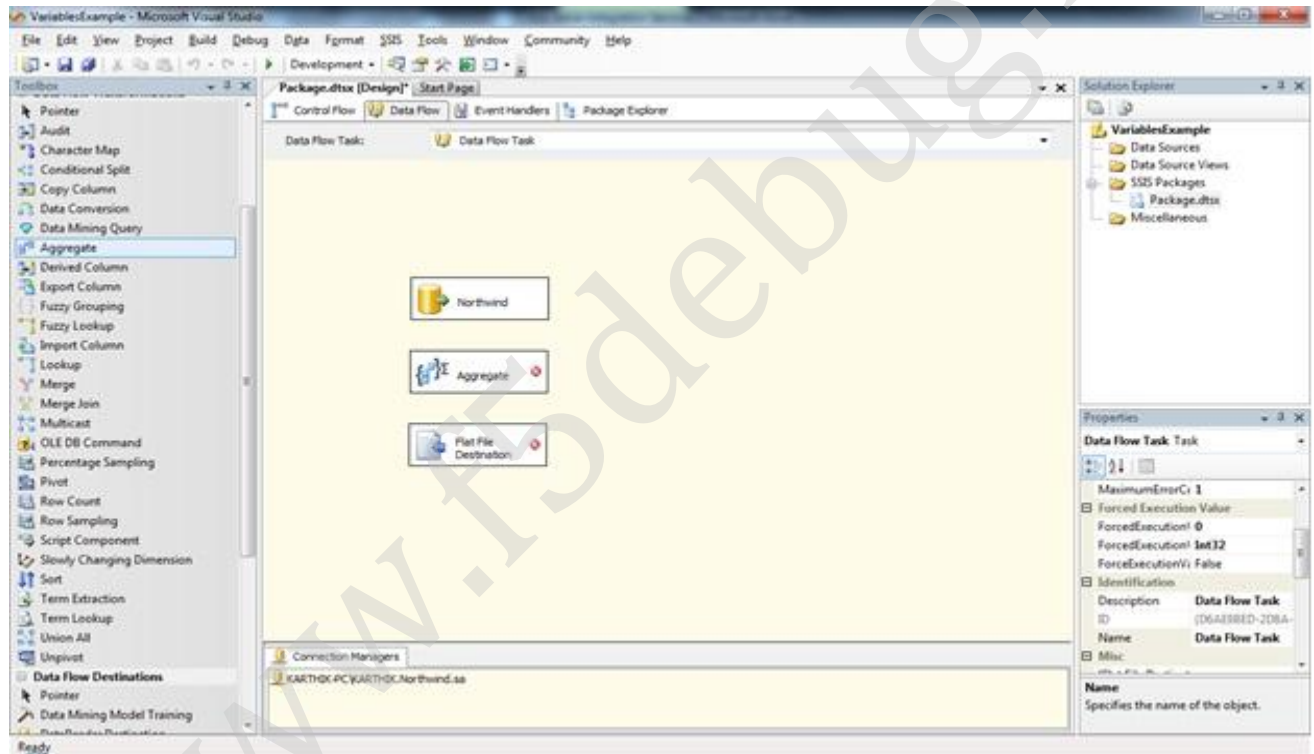 VariablesExample - Microsoft Visual Studio
File Edit View Project Build Debug Data Format SSIS Tools Window Community Help
Development
Toolbox
Package.dtsx [Design]* Start Page
Solution Explorer
Control Flow Data Flow Event Handlers Package Explorer
Data Flow Task: Data Flow Task
Pointer
Audit
Character Map
Conditional Split
Copy Column
Data Conversion
Data Mining Query
Aggregate
Derived Column
Export Column
Fuzzy Grouping
Fuzzy Lookup
Import Column
Lookup
Merge
Merge Join
Multicast
OLE DB Command
Percentage Sampling
Pivot
Row Count
Row Sampling
Script Component
Slowly Changing Dimension
Sort
Term Extraction
Term Lookup
Union All
Unpivot
Data Flow Destinations
Pointer
Data Mining Model Training
Northwind
Aggregate
Flat File
Destination
Connection Managers
KARTHIK-PC\KARTHIK.Northwind.sa
VariablesExample
Data Sources
Data Source Views
SSIS Packages
Package.dtsx
Miscellaneous
Properties
Data Flow Task Task
MaximumErrorC 1
Forced Execution Value
ForcedExecution 0
ForcedExecution Int32
ForceExecutionV False
Identification
Description Data Flow Task
ID
Name Data Flow Task
Misc
Name
Specifies the name of the object.
Ready
www.f5debug.